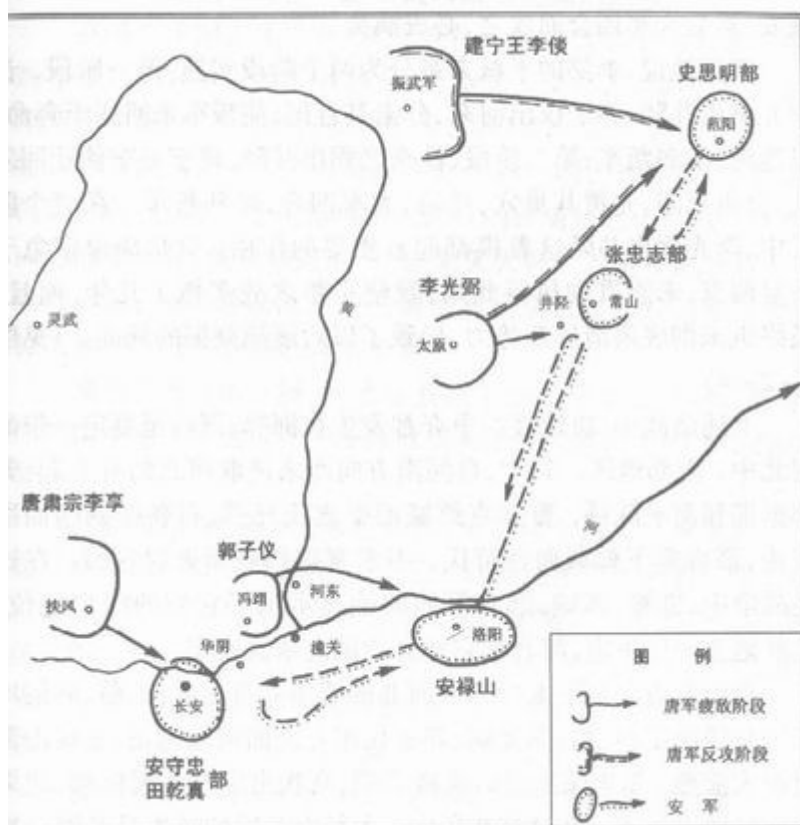 建宁王李倓
振武军
史思明部
范阳
张忠志部
李光弼
井陉
常山
太原
灵武
河
河
唐肃宗李亨
扶风
郭子仪
冯翊
河东
华阴
潼关
洛阳
安禄山
长安
安守忠
田乾真
部
图 例
唐军疲敌阶段
唐军反攻阶段
安 军